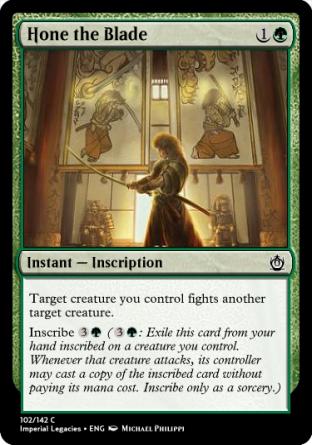 Hone the Blade 1
Instant — Inscription
Target creature you control fights another
target creature.
Inscribe 3 ( 3 : Exile this card from your
hand inscribed on a creature you control.
Whenever that creature attacks, its controller
may cast a copy of the inscribed card without
paying its mana cost. Inscribe only as a sorcery.)
102/142 C
Imperial Legacies • ENG Michael Philippi